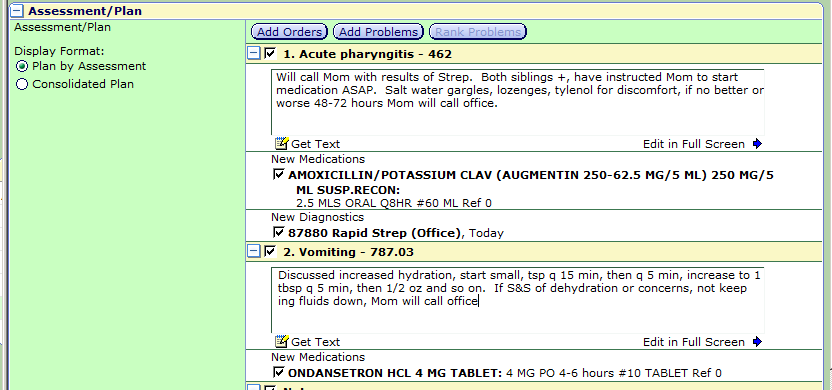 Assessment/Plan
Assessment/Plan
Add Orders Add Problems Rank Problems
Display Format:
Plan by Assessment
Consolidated Plan
1. Acute pharyngitis - 462
Will call Mom with results of Strep. Both siblings +, have instructed Mom to start
medication ASAP. Salt water gargles, lozenges, tylenol for discomfort, if no better or
worse 48-72 hours Mom will call office.
Get Text Edit in Full Screen
New Medications
AMOXICILLIN/POTASSIUM CLAV (AUGMENTIN 250-62.5 MG/5 ML) 250 MG/5
ML SUSP.RECON:
2.5 MLS ORAL Q8HR #60 ML Ref 0
New Diagnostics
87880 Rapid Strep (Office), Today
2. Vomiting - 787.03
Discussed increased hydration, start small, tsp q 15 min, then q 5 min, increase to 1
tbsp q 5 min, then 1/2 oz and so on. If S&S of dehydration or concerns, not keep
ing fluids down, Mom will call office
Get Text Edit in Full Screen
New Medications
ONDANSETRON HCL 4 MG TABLET: 4 MG PO 4-6 hours #10 TABLET Ref 0